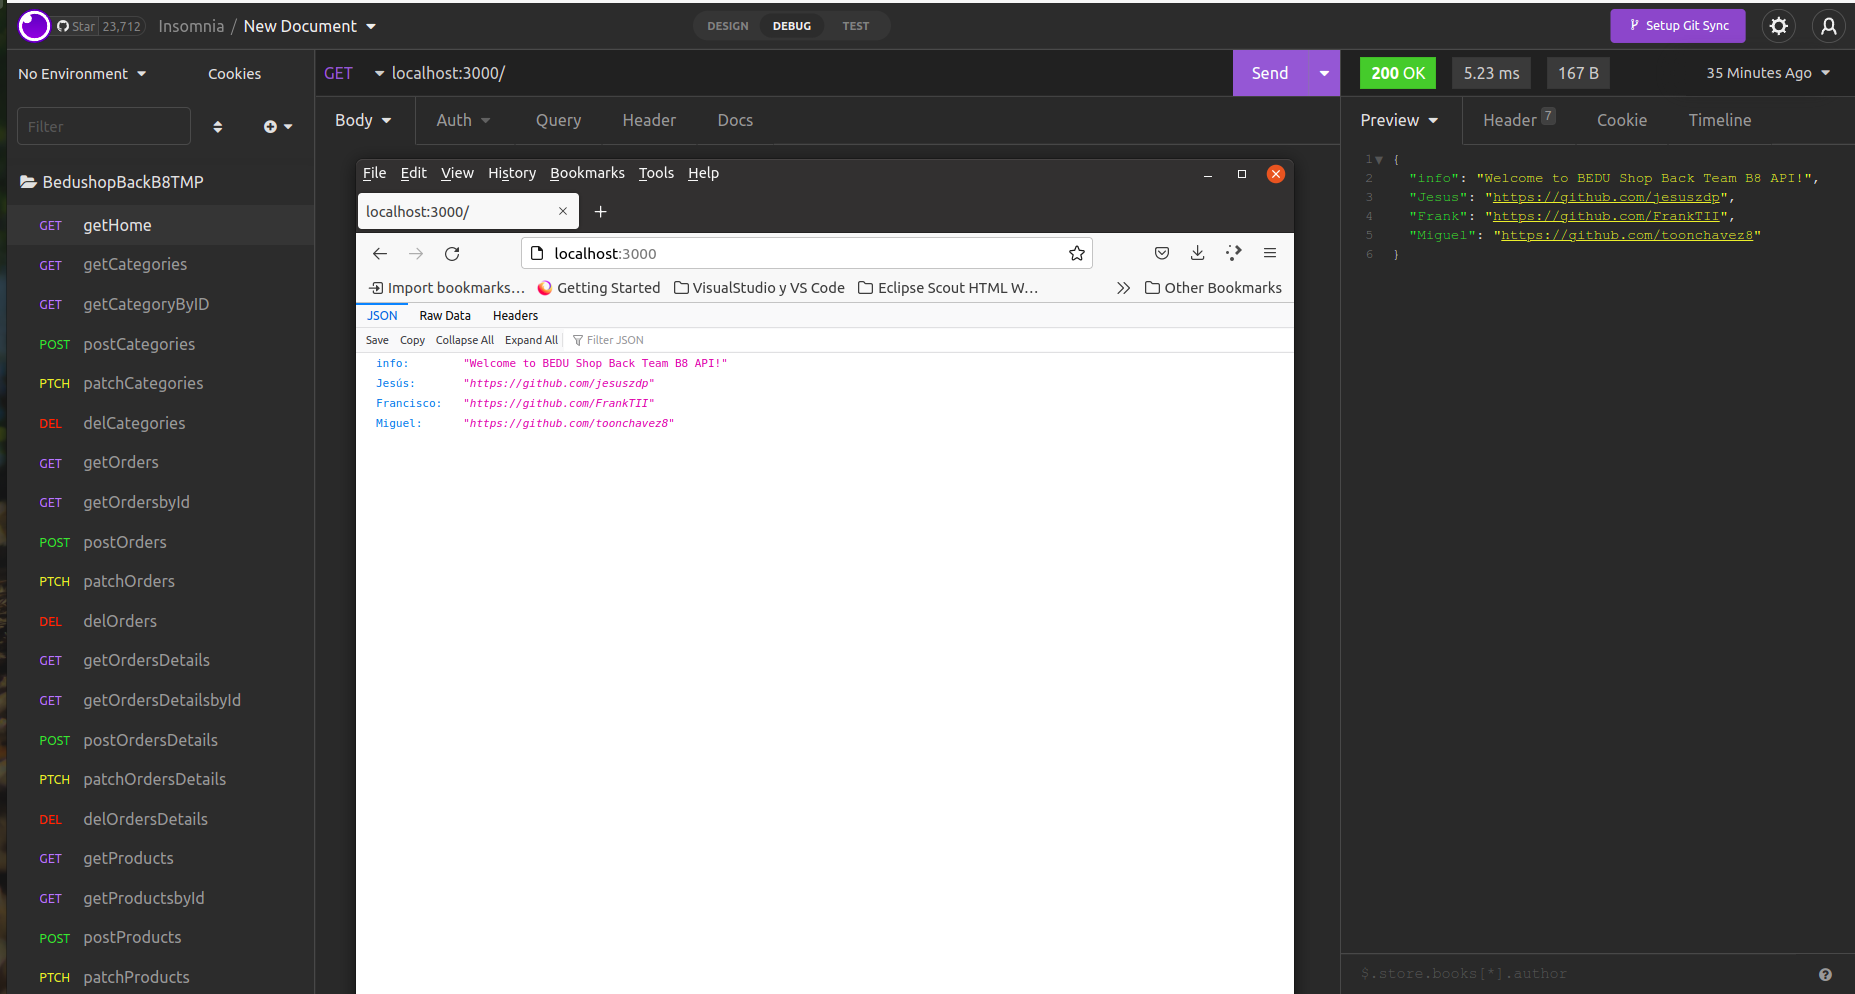 Star 23,712 Insomnia / New Document DESIGN DEBUG TEST Setup Git Sync
No Environment Cookies
Filter
BedushopBackB8TMP
GET getHome
GET getCategories
GET getCategoryByID
POST postCategories
PTCH patchCategories
DEL delCategories
GET getOrders
GET getOrdersbyId
POST postOrders
PTCH patchOrders
DEL delOrders
GET getOrdersDetails
GET getOrdersDetailsbyId
POST postOrdersDetails
PTCH patchOrdersDetails
DEL delOrdersDetails
GET getProducts
GET getProductsbyId
POST postProducts
PTCH patchProducts
GET localhost:3000/ Send
Body Auth Query Header Docs
File Edit View History Bookmarks Tools Help
localhost:3000/
localhost:3000
Import bookmarks... Getting Started VisualStudio y VS Code Eclipse Scout HTML W... Other Bookmarks
JSON Raw Data Headers
Save Copy Collapse All Expand All Filter JSON
info: "Welcome to BEDU Shop Back Team B8 API!"
Jesús: "https://github.com/jesuszdp"
Francisco: "https://github.com/FrankTII"
Miguel: "https://github.com/toonchavez8"
200 OK 5.23 ms 167 B 35 Minutes Ago
Preview Header 7 Cookie Timeline
1 {
2 "info": "Welcome to BEDU Shop Back Team B8 API!",
3 "Jesus": "https://github.com/jesuszdp",
4 "Frank": "https://github.com/FrankTII",
5 "Miguel": "https://github.com/toonchavez8"
6 }
$.store.books[*].author